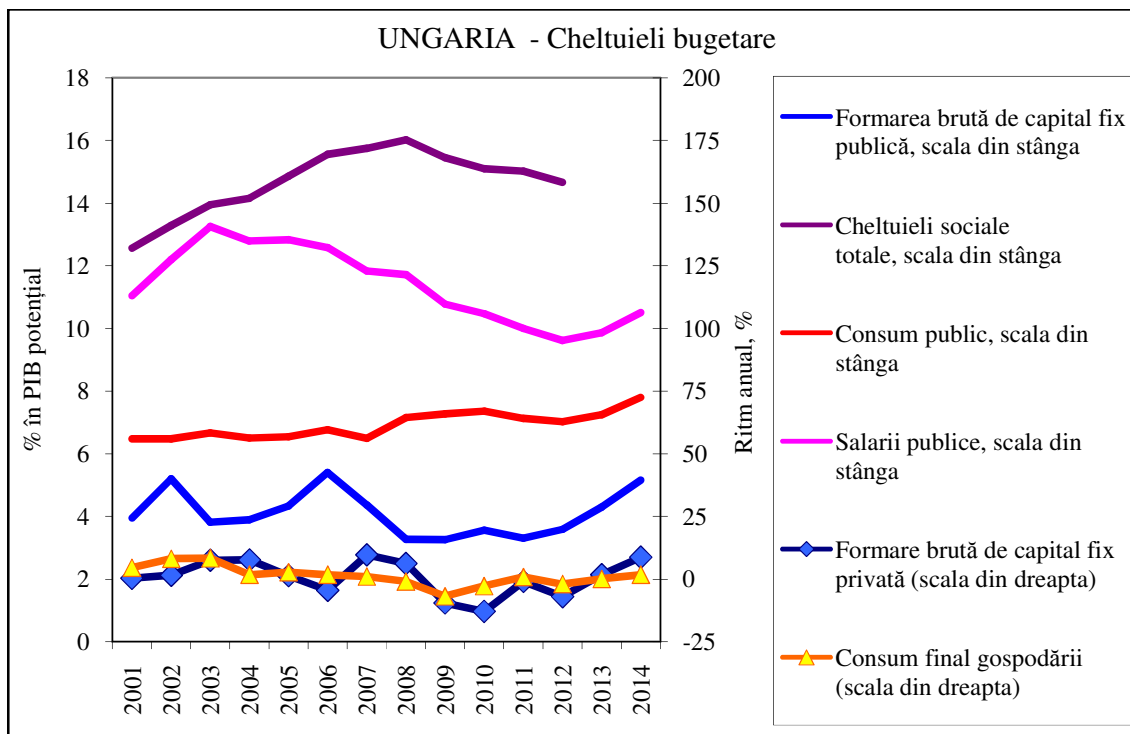 UNGARIA - Cheltuieli bugetare
% în PIB potențial
18
16
14
12
10
8
6
4
2
0
2001
2002
2003
2004
2005
2006
2007
2008
2009
2010
2011
2012
2013
2014
200
175
150
125
100
75
50
25
0
-25
Ritm anual, %
Formarea brută de capital fix
publică, scala din stânga
Cheltuieli sociale
totale, scala din stânga
Consum public, scala din
stânga
Salarii publice, scala din
stânga
Formare brută de capital fix
privată (scala din dreapta)
Consum final gospodării
(scala din dreapta)